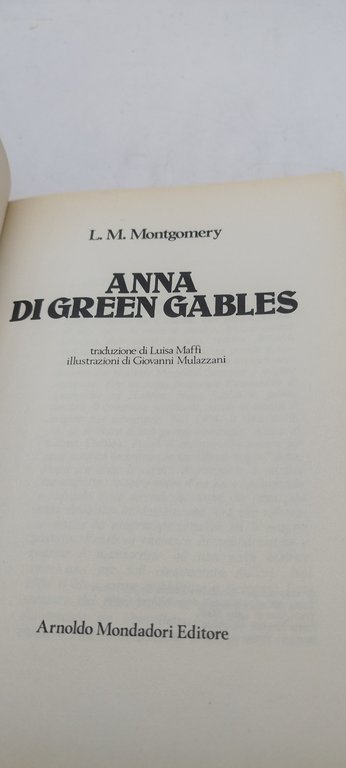 L. M. Montgomery
ANNA
DI GREEN GABLES
traduzione di Luisa Maffi
illustrazioni di Giovanni Mulazzani
Arnoldo Mondadori Editore